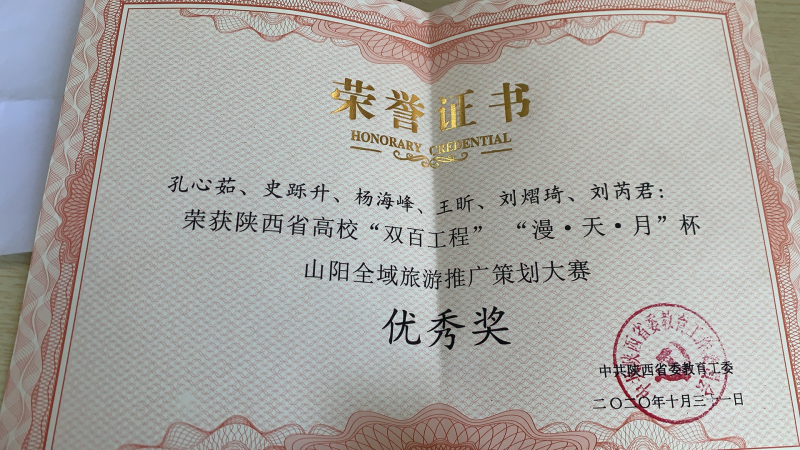 荣誉证书
HONORARY CREDENTIAL
孔心茹、史跞升、杨海峰、王昕、刘熠琦、刘芮君：
荣获陕西省高校“双百工程” “漫·天·月”杯
山阳全域旅游推广策划大赛
优秀奖
中共陕西省委教育工委
二〇二〇年十月三十一日